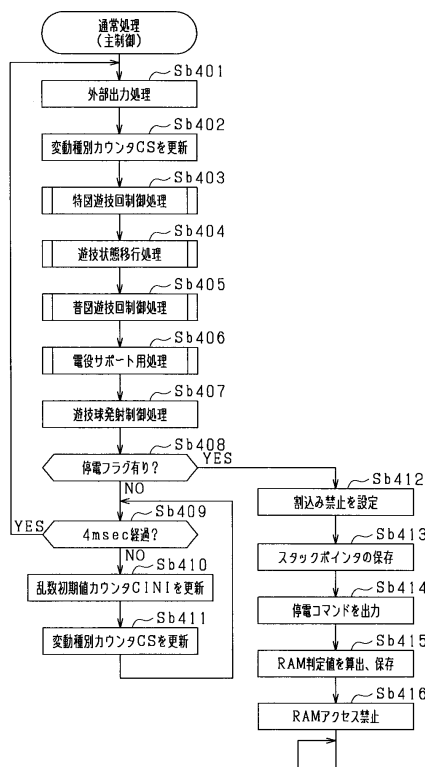 通常処理
(主制御)
Sb401
外部出力処理
Sb402
変動種別カウンタCSを更新
Sb403
特図遊技回制御処理
Sb404
遊技状態移行処理
Sb405
普図遊技回制御処理
Sb406
電役サポート用処理
Sb407
遊技球発射制御処理
Sb408
停電フラグ有り?
YES
NO
Sb409
YES
4msec経過?
NO
Sb410
乱数初期値カウンタCINIを更新
Sb411
変動種別カウンタCSを更新
Sb412
割込み禁止を設定
Sb413
スタックポインタの保存
Sb414
停電コマンドを出力
Sb415
RAM判定値を算出、保存
Sb416
RAMアクセス禁止